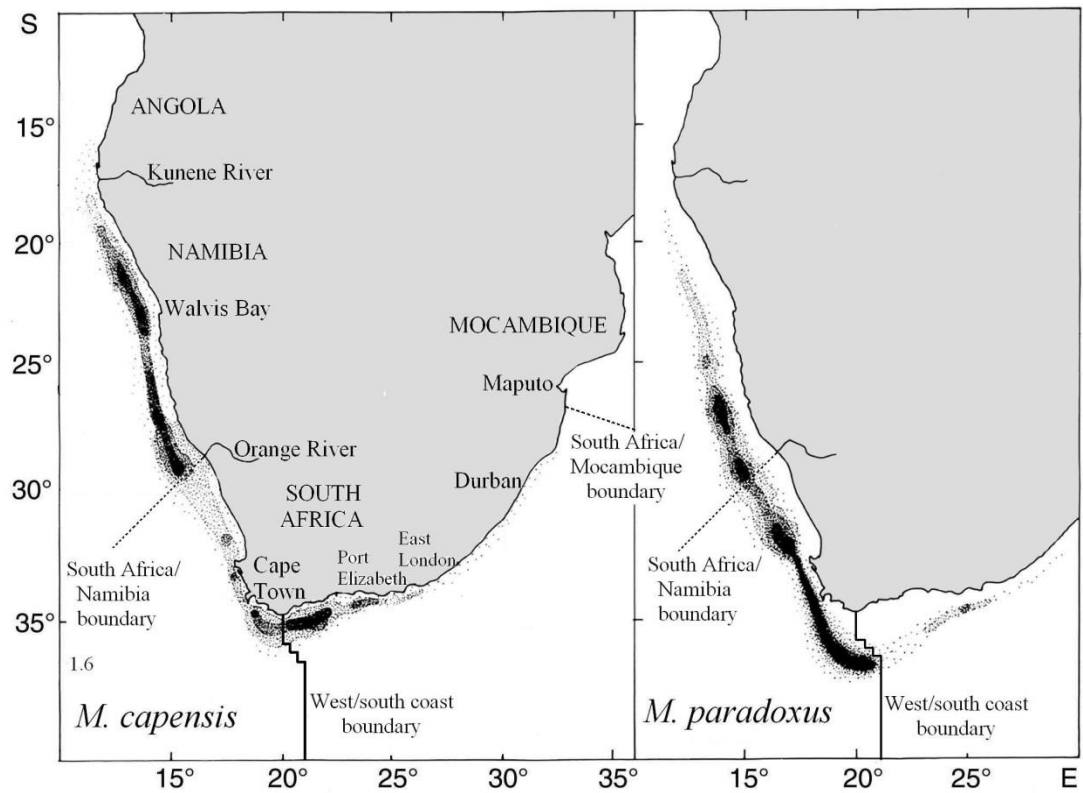 S
15°
20°
25°
30°
35°
ANGOLA
Kunene River
NAMIBIA
Walvis Bay
MOCAMBIQUE
Maputo
Orange River
South Africa/
Mocambique
boundary
Durban
SOUTH
AFRICA
East
London
Port
Elizabeth
Cape
Town
South Africa/
Namibia
boundary
1.6
M. capensis
West/south coast
boundary
15°
20°
25°
30°
35°
South Africa/
Namibia
boundary
M. paradoxus
West/south coast
boundary
15°
20°
25°
E